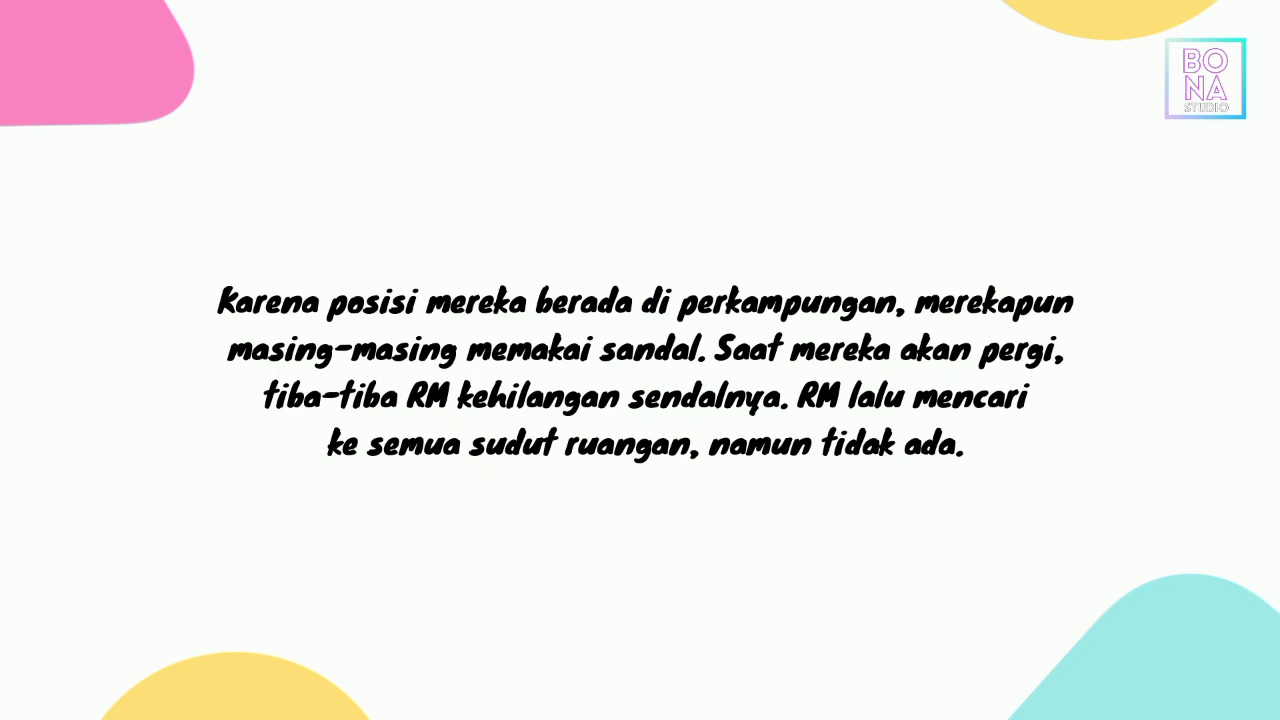 BO
NA
STUDIO
Karena posisi mereka berada di perkampungan, merekapun
masing-masing memakai sandal. Saat mereka akan pergi,
tiba-tiba RM kehilangan sendalnya. RM lalu mencari
ke semua sudut ruangan, namun tidak ada.